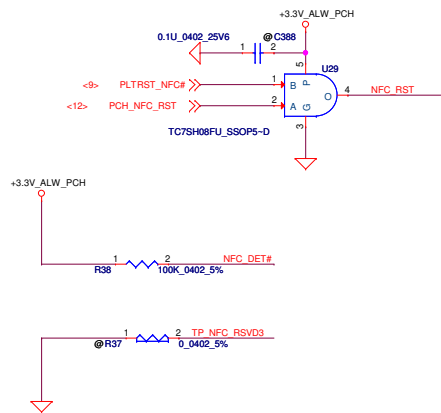 +3.3V_ALW_PCH
0.1U_0402_25V6
@C388
1 2
5
U29
<9> PLTRST_NFC# 1 B P
O 4 NFC_RST
<12> PCH_NFC_RST 2 A G
3
TC7SH08FU_SSOP5~D
+3.3V_ALW_PCH
1 2 NFC_DET#
R38 100K_0402_5%
1 2 TP_NFC_RSVD3
@R37 0_0402_5%